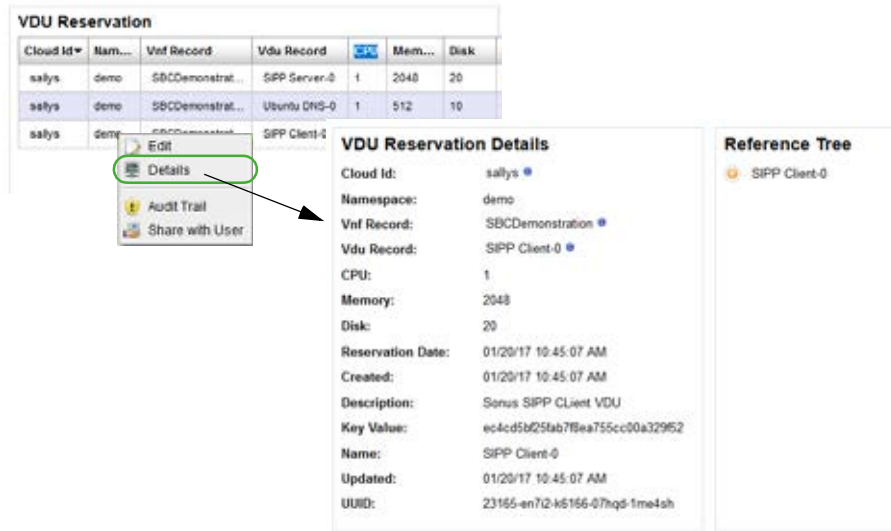 VDU Reservation
Cloud Id Nam... Vnf Record Vdu Record CPU Mem... Disk
sallys demo SBCDemonstrat... SIPP Server-0 1 2048 20
sallys demo SBCDemonstrat... Ubuntu DNS-0 1 512 10
sallys demo SBCDemonstrat... SIPP Client-0
Edit
Details
Audit Trail
Share with User
VDU Reservation Details
Cloud Id: sallys
Namespace: demo
Vnf Record: SBCDemonstration
Vdu Record: SIPP Client-0
CPU: 1
Memory: 2048
Disk: 20
Reservation Date: 01/20/17 10:45:07 AM
Created: 01/20/17 10:45:07 AM
Description: Sonus SIPP CLient VDU
Key Value: ec4cd5bf25fab7f8ea755cc00a329f52
Name: SIPP Client-0
Updated: 01/20/17 10:45:07 AM
UUID: 23165-en7i2-k6166-07hqd-1me4sh
Reference Tree
SIPP Client-0